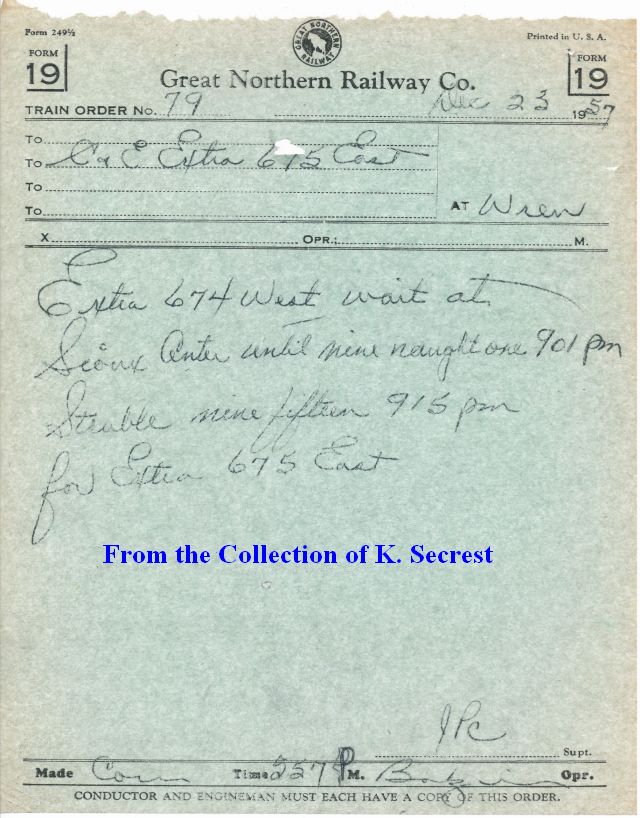 Form 249½
GREAT NORTHERN RAILWAY
Printed in U. S. A.
FORM 19
FORM 19
Great Northern Railway Co.
TRAIN ORDER No. 79 Dec 23 1957
To
To C & E Extra 675 East
To
To AT Wren
X OPR.; M.
Extra 674 West wait at
Sioux Center until nine naught one 901 pm
Struble nine fifteen 915 pm
for Extra 675 East
From the Collection of K. Secrest
JPC
Supt.
Made Com Time 557 P M. Opr.
CONDUCTOR AND ENGINEMAN MUST EACH HAVE A COPY OF THIS ORDER.